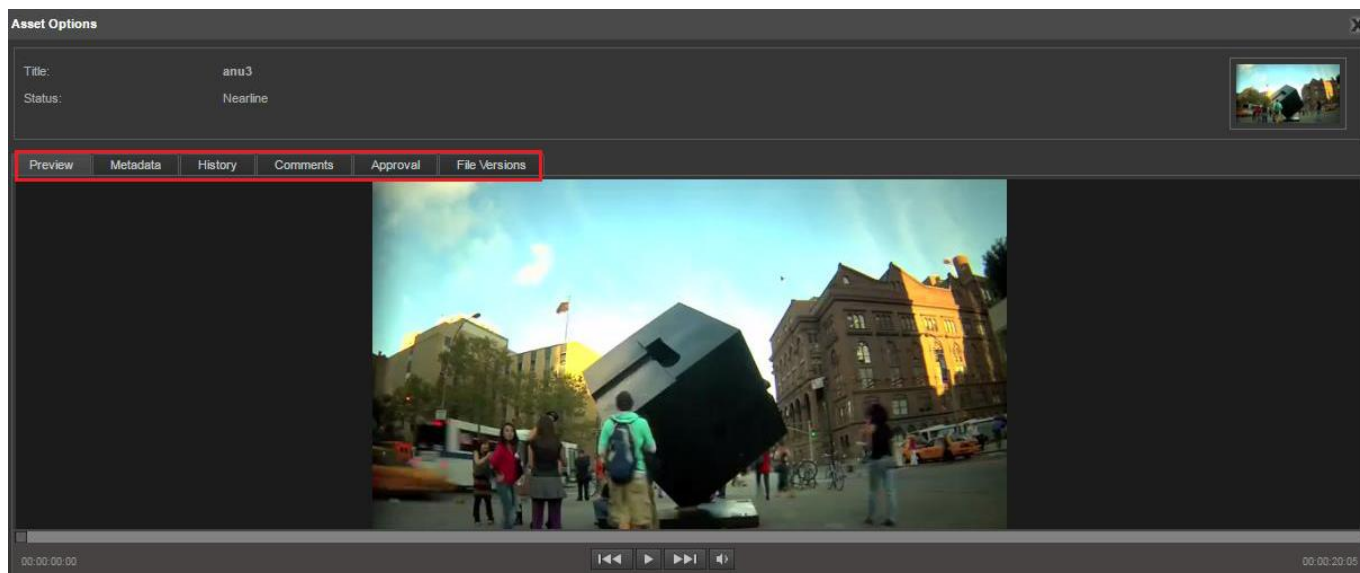 Asset Options
X
Title: anu3
Status: Nearline
Preview Metadata History Comments Approval File Versions
00:00:00:00 00:00:20:05